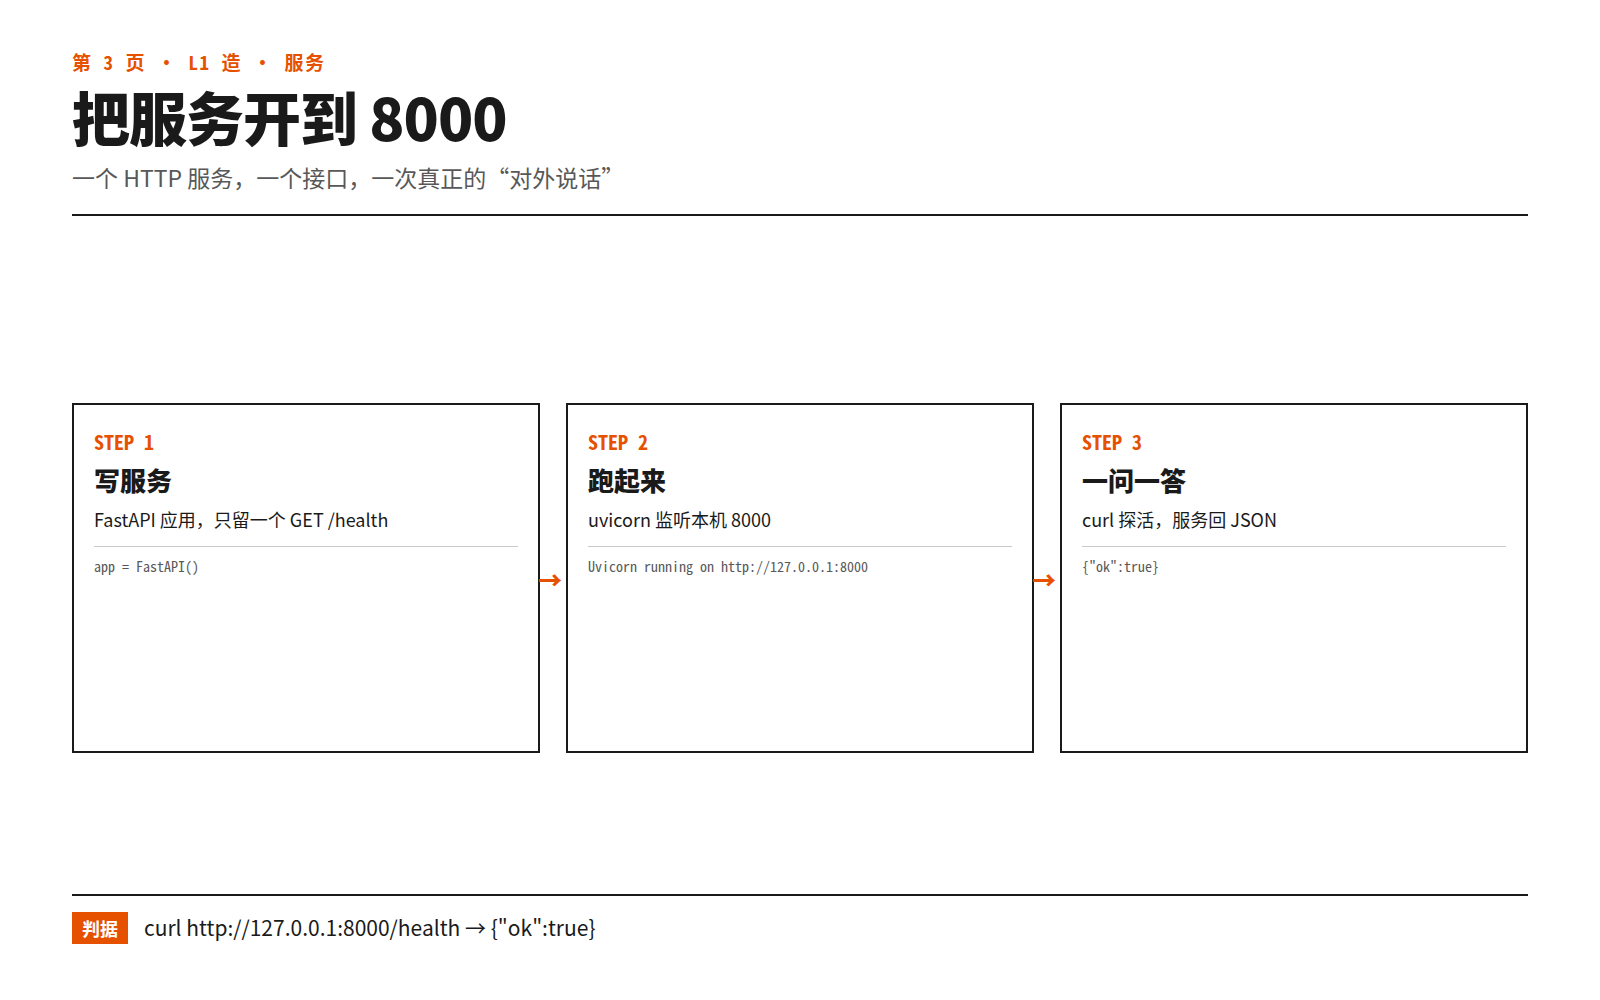 第 3 页 · L1 造 · 服务
把服务开到 8000
一个 HTTP 服务，一个接口，一次真正的“对外说话”
STEP 1
写服务
FastAPI 应用，只留一个 GET /health
app = FastAPI()
→
STEP 2
跑起来
uvicorn 监听本机 8000
Uvicorn running on http://127.0.0.1:8000
→
STEP 3
一问一答
curl 探活，服务回 JSON
{"ok":true}
判据 curl http://127.0.0.1:8000/health → {"ok":true}